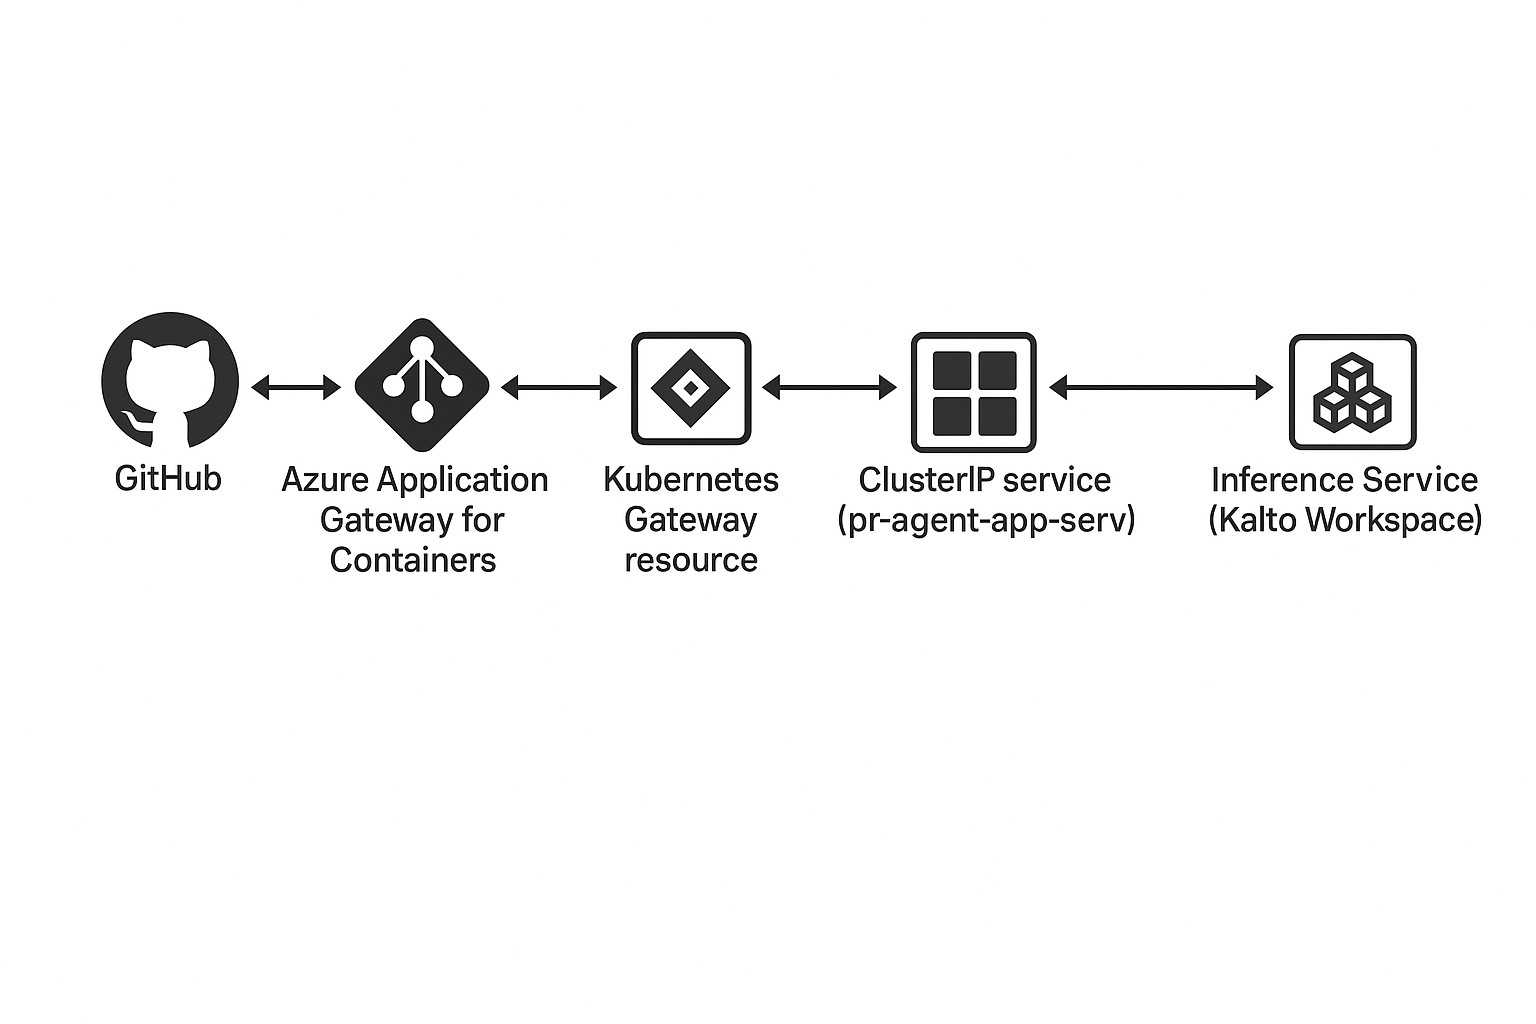 GitHub
Azure Application
Gateway for
Containers
Kubernetes
Gateway
resource
ClusterIP service
(pr-agent-app-serv)
Inference Service
(Kalto Workspace)